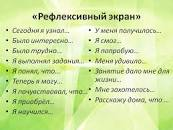 «Рефлексивный экран»
Сегодня я узнал…
Было интересно…
Было трудно…
Я выполнял задания…
Я понял, что…
Теперь я могу…
Я почувствовал, что…
Я приобрёл…
Я научился…
У меня получилось…
Я смог…
Я попробую…
Меня удивило…
Занятие дало мне для
жизни…
Мне захотелось…
Расскажу дома, что…